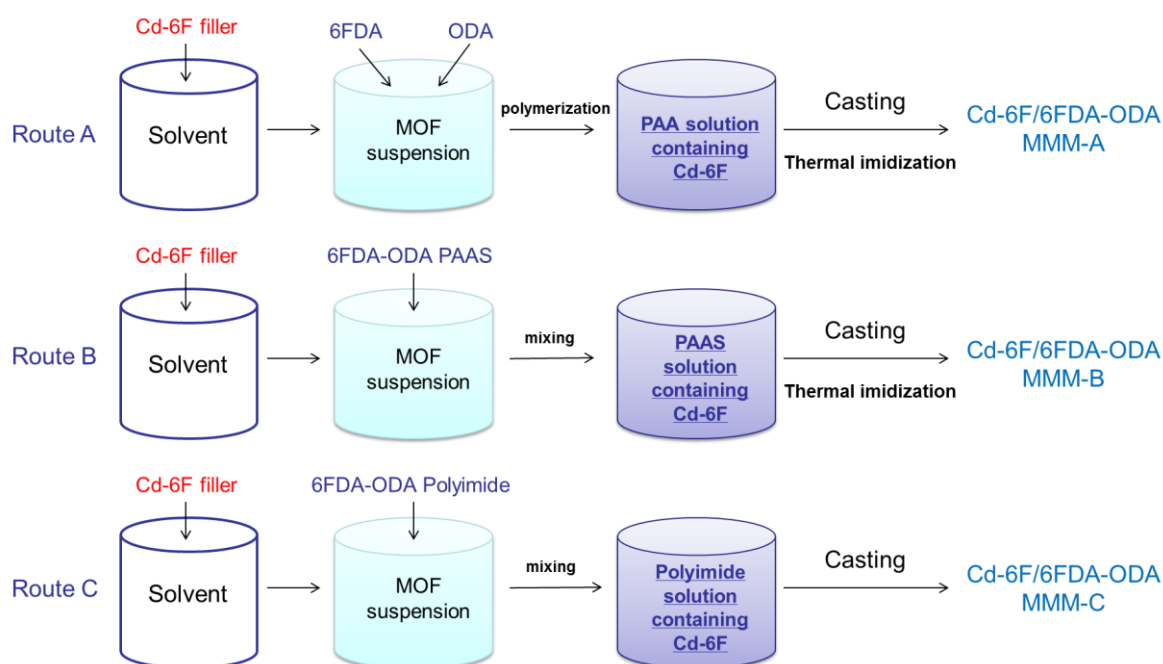 Cd-6F filler
6FDA
ODA
Route A
Solvent
MOF
suspension
polymerization
PAA solution
containing
Cd-6F
Casting
Thermal imidization
Cd-6F/6FDA-ODA
MMM-A
Cd-6F filler
6FDA-ODA PAAS
Route B
Solvent
MOF
suspension
mixing
PAAS
solution
containing
Cd-6F
Casting
Thermal imidization
Cd-6F/6FDA-ODA
MMM-B
Cd-6F filler
6FDA-ODA Polyimide
Route C
Solvent
MOF
suspension
mixing
Polyimide
solution
containing
Cd-6F
Casting
Cd-6F/6FDA-ODA
MMM-C